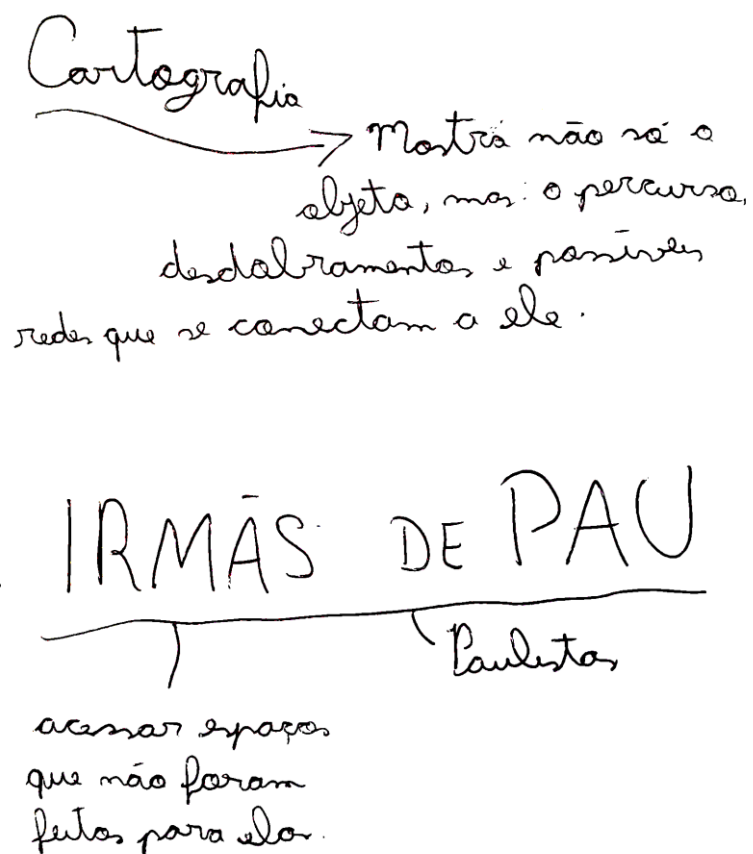 Cartografia
Mostra não só o
objeto, mas o percurso,
desdobramentos e possíveis
redes que se conectam a ele.
IRMÃS DE PAU
Paulistas
acessar espaços
que não foram
feitos para elas.